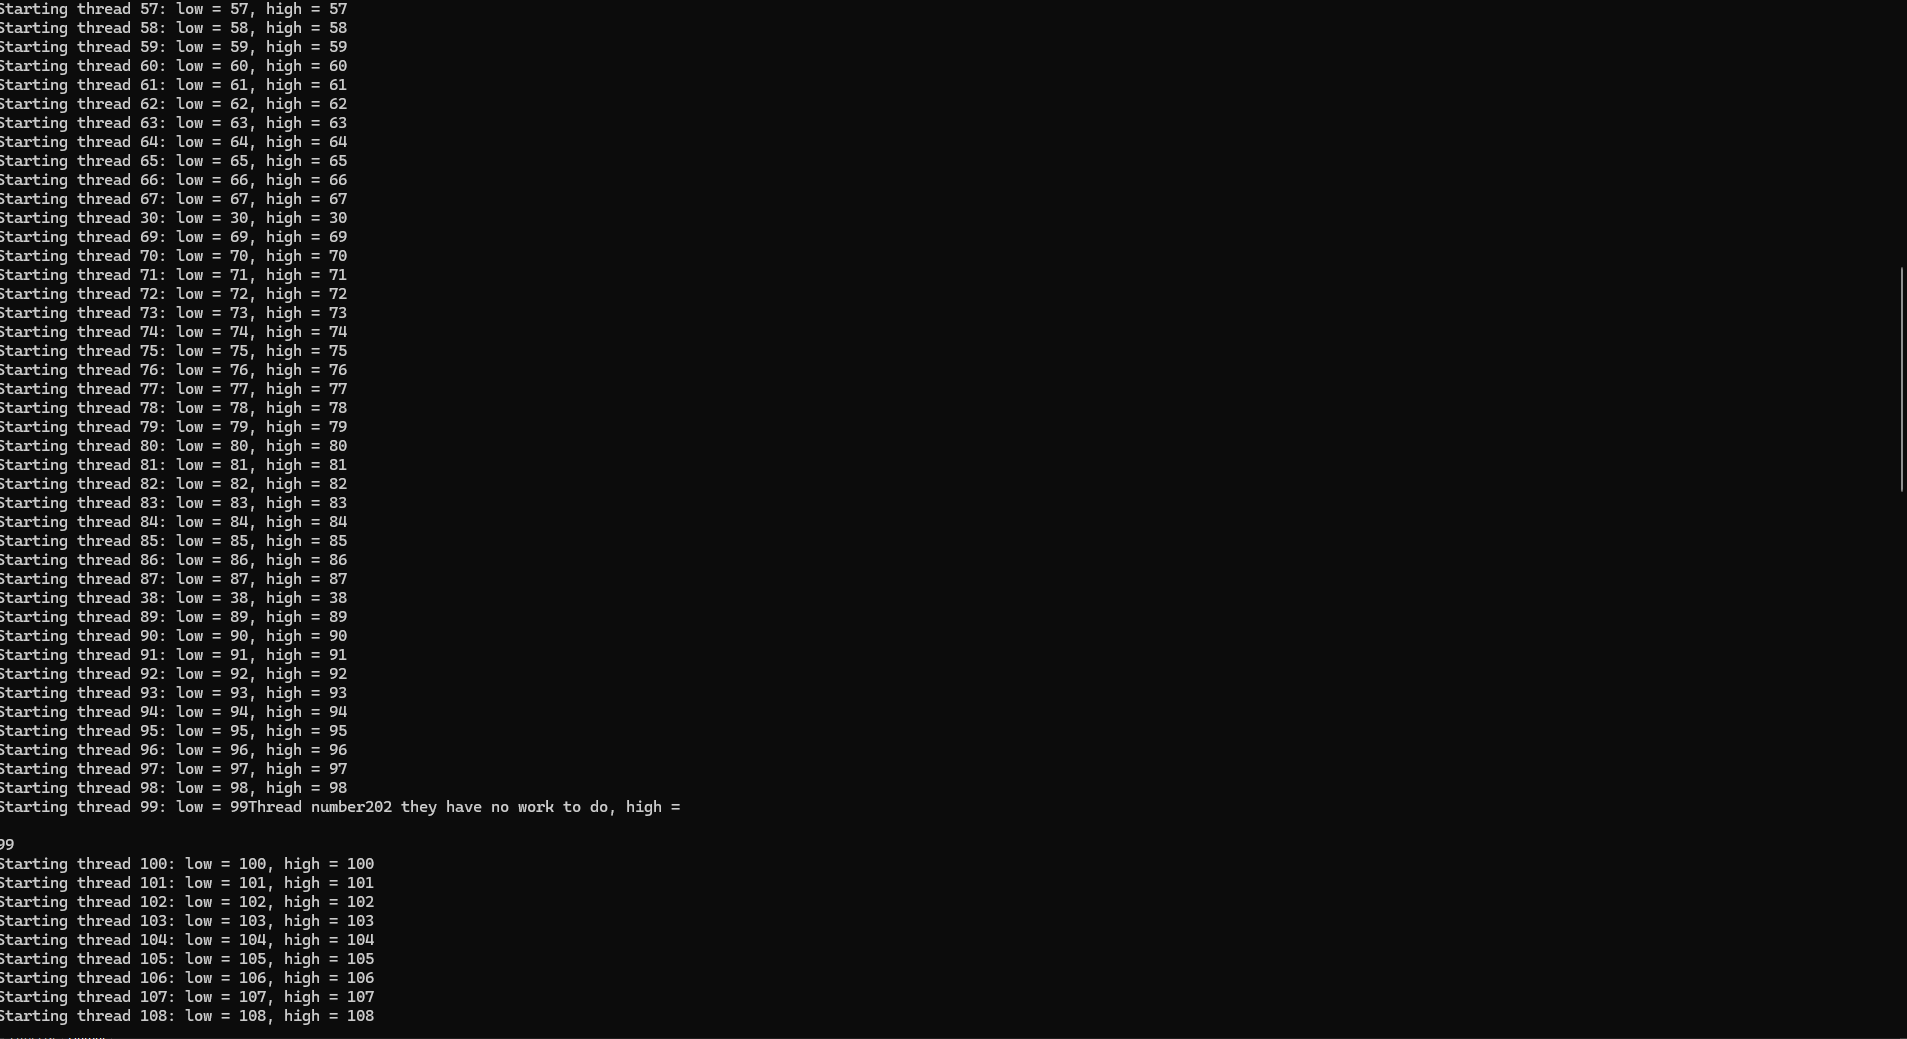 Starting thread 57: low = 57, high = 57
Starting thread 58: low = 58, high = 58
Starting thread 59: low = 59, high = 59
Starting thread 60: low = 60, high = 60
Starting thread 61: low = 61, high = 61
Starting thread 62: low = 62, high = 62
Starting thread 63: low = 63, high = 63
Starting thread 64: low = 64, high = 64
Starting thread 65: low = 65, high = 65
Starting thread 66: low = 66, high = 66
Starting thread 67: low = 67, high = 67
Starting thread 30: low = 30, high = 30
Starting thread 69: low = 69, high = 69
Starting thread 70: low = 70, high = 70
Starting thread 71: low = 71, high = 71
Starting thread 72: low = 72, high = 72
Starting thread 73: low = 73, high = 73
Starting thread 74: low = 74, high = 74
Starting thread 75: low = 75, high = 75
Starting thread 76: low = 76, high = 76
Starting thread 77: low = 77, high = 77
Starting thread 78: low = 78, high = 78
Starting thread 79: low = 79, high = 79
Starting thread 80: low = 80, high = 80
Starting thread 81: low = 81, high = 81
Starting thread 82: low = 82, high = 82
Starting thread 83: low = 83, high = 83
Starting thread 84: low = 84, high = 84
Starting thread 85: low = 85, high = 85
Starting thread 86: low = 86, high = 86
Starting thread 87: low = 87, high = 87
Starting thread 38: low = 38, high = 38
Starting thread 89: low = 89, high = 89
Starting thread 90: low = 90, high = 90
Starting thread 91: low = 91, high = 91
Starting thread 92: low = 92, high = 92
Starting thread 93: low = 93, high = 93
Starting thread 94: low = 94, high = 94
Starting thread 95: low = 95, high = 95
Starting thread 96: low = 96, high = 96
Starting thread 97: low = 97, high = 97
Starting thread 98: low = 98, high = 98
Starting thread 99: low = 99Thread number202 they have no work to do, high =
99
Starting thread 100: low = 100, high = 100
Starting thread 101: low = 101, high = 101
Starting thread 102: low = 102, high = 102
Starting thread 103: low = 103, high = 103
Starting thread 104: low = 104, high = 104
Starting thread 105: low = 105, high = 105
Starting thread 106: low = 106, high = 106
Starting thread 107: low = 107, high = 107
Starting thread 108: low = 108, high = 108